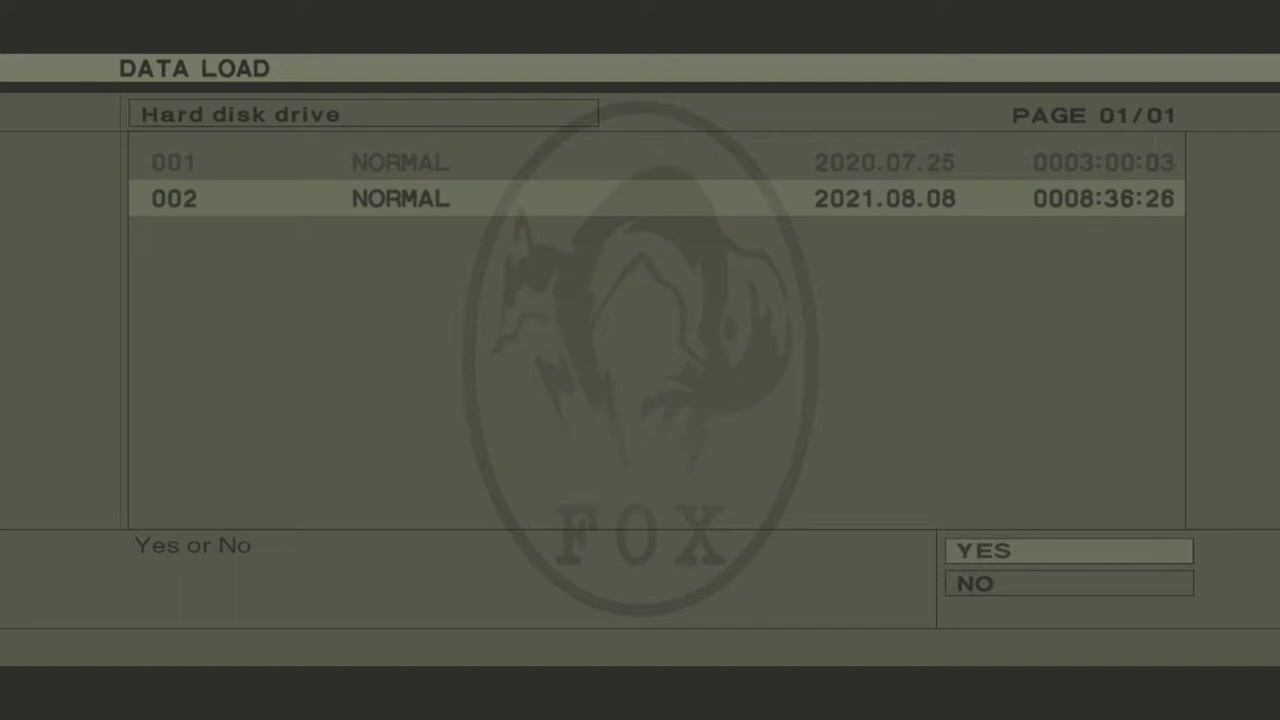 DATA LOAD
Hard disk drive PAGE 01/01
001 NORMAL 2020.07.25 0003:00:03
002 NORMAL 2021.08.08 0008:36:26
FOX
Yes or No
YES
NO